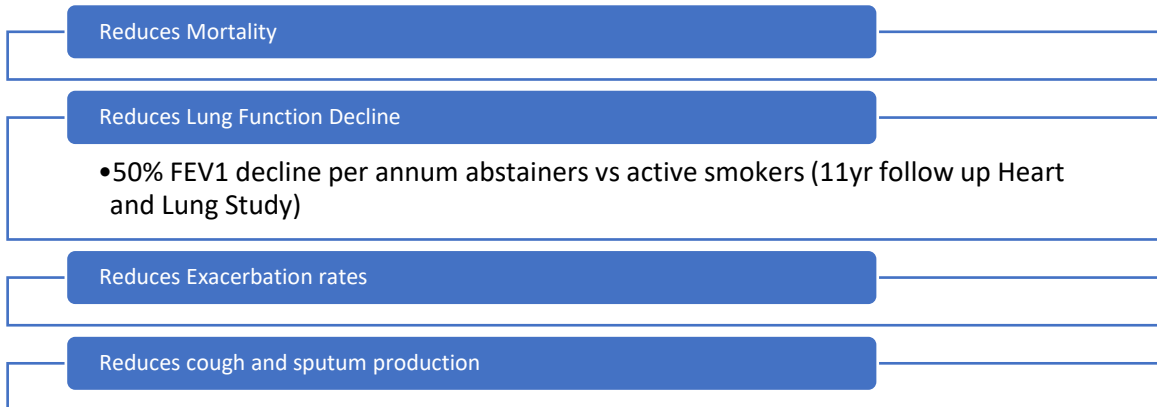 Reduces Mortality
Reduces Lung Function Decline
•50% FEV1 decline per annum abstainers vs active smokers (11yr follow up Heart
and Lung Study)
Reduces Exacerbation rates
Reduces cough and sputum production